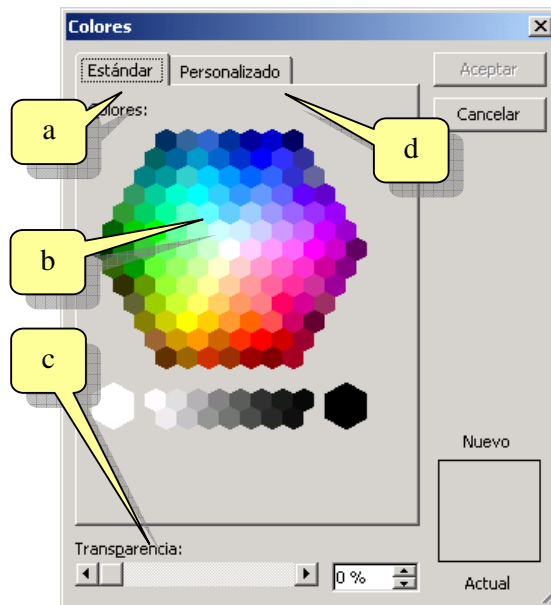 Colores
Estándar
Personalizado
Aceptar
Colores:
Cancelar
a
d
b
c
Nuevo
Transparencia:
0 %
Actual